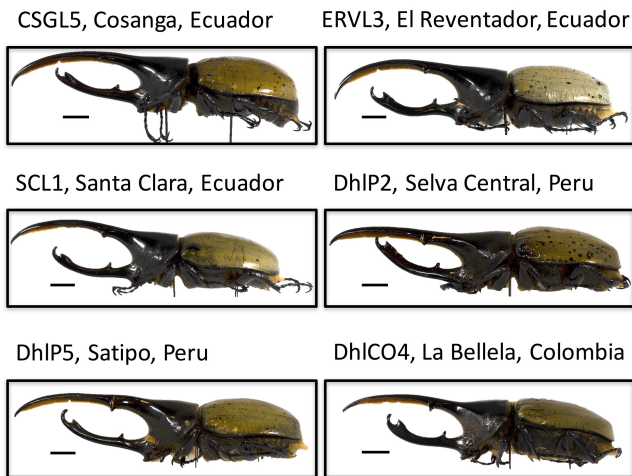 CSGL5, Cosanga, Ecuador
ERVL3, El Reventador, Ecuador
SCL1, Santa Clara, Ecuador
DhlP2, Selva Central, Peru
DhlP5, Satipo, Peru
DhlCO4, La Bellela, Colombia